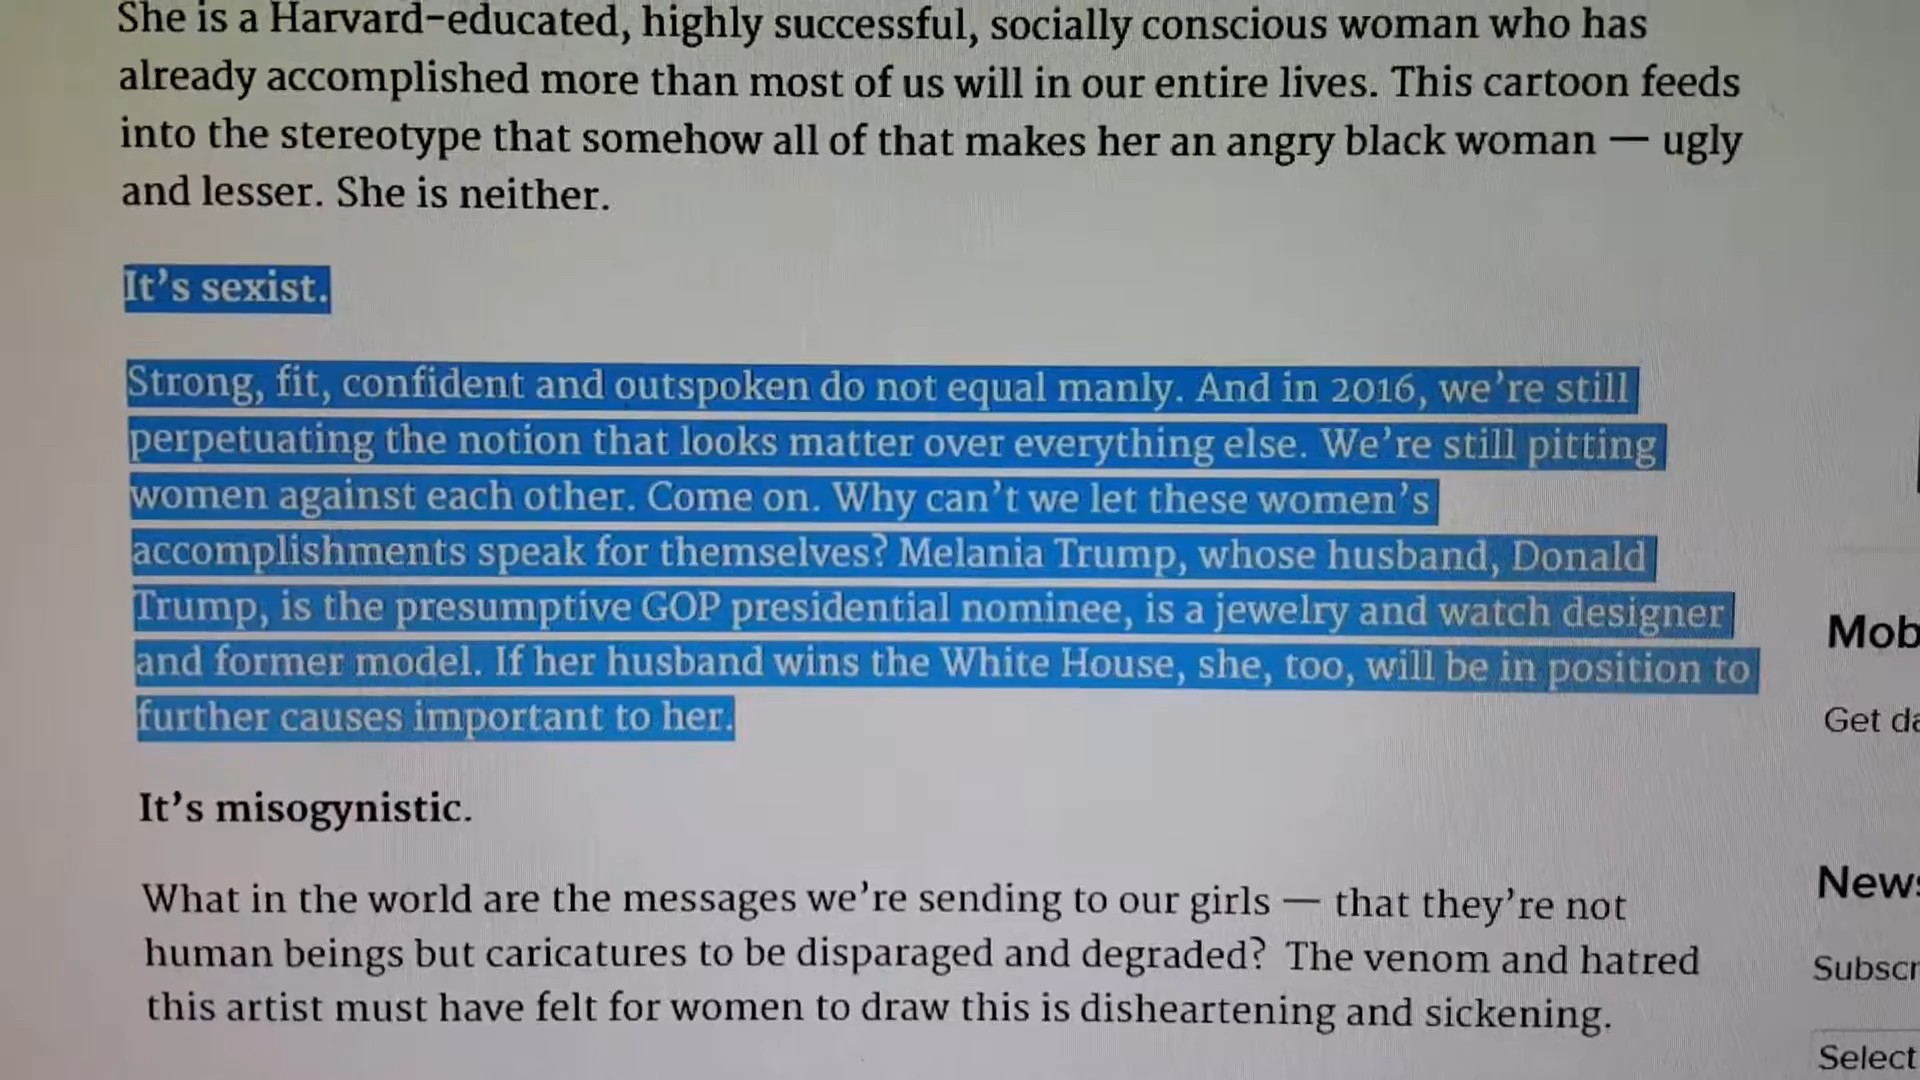 She is a Harvard-educated, highly successful, socially conscious woman who has
already accomplished more than most of us will in our entire lives. This cartoon feeds
into the stereotype that somehow all of that makes her an angry black woman — ugly
and lesser. She is neither.
It's sexist.
Strong, fit, confident and outspoken do not equal manly. And in 2016, we're still
perpetuating the notion that looks matter over everything else. We're still pitting
women against each other. Come on. Why can't we let these women's
accomplishments speak for themselves? Melania Trump, whose husband, Donald
Trump, is the presumptive GOP presidential nominee, is a jewelry and watch designer
and former model. If her husband wins the White House, she, too, will be in position to
further causes important to her.
It's misogynistic.
What in the world are the messages we're sending to our girls — that they're not
human beings but caricatures to be disparaged and degraded? The venom and hatred
this artist must have felt for women to draw this is disheartening and sickening.
Mob
Get da
News
Subscr
Select